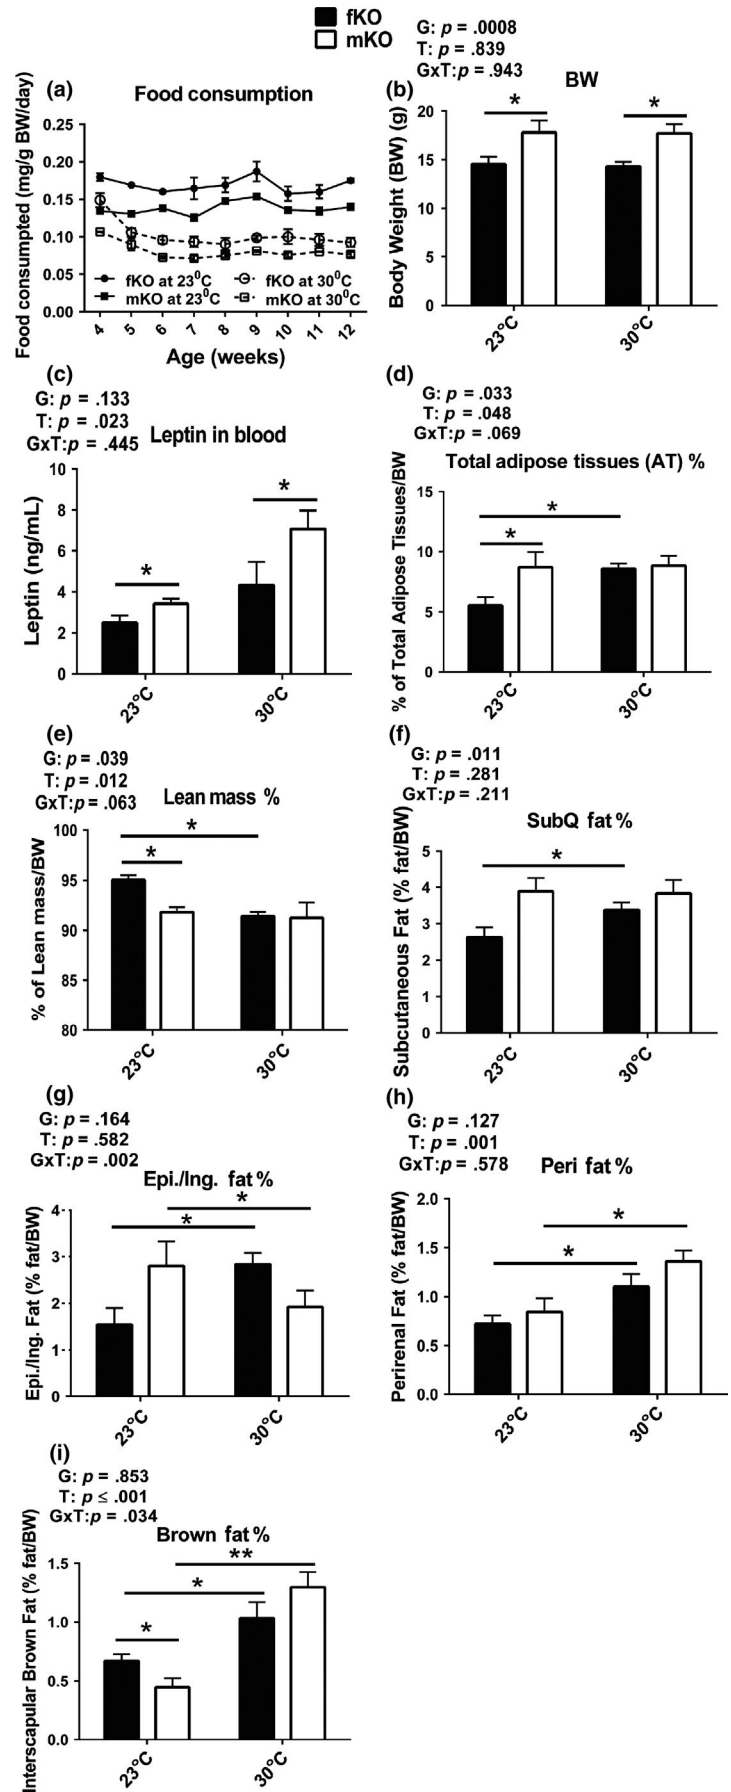 fKO
mKO
(a)
Food consumption
Food consumpted (mg/g BW/day)
0.25
0.20
0.15
0.10
0.05
0.00
fKO at 23⁰C
fKO at 30⁰C
mKO at 23⁰C
mKO at 30⁰C
4 5 6 7 8 9 10 11 12
Age (weeks)
G: p = .0008
T: p = .839
GxT:p = .943
(b)
BW
Body Weight (BW) (g)
20
15
10
5
0
* *
23°C 30°C
(c)
G: p = .133
T: p = .023
GxT:p = .445
Leptin in blood
Leptin (ng/mL)
10
8
6
4
2
0
* *
23°C 30°C
(d)
G: p = .033
T: p = .048
GxT:p = .069
Total adipose tissues (AT) %
% of Total Adipose Tissues/BW
15
10
5
0
*
*
23°C 30°C
(e)
G: p = .039
T: p = .012
GxT:p = .063
Lean mass %
% of Lean mass/BW
100
95
90
85
80
*
*
23°C 30°C
(f)
G: p = .011
T: p = .281
GxT:p = .211
SubQ fat %
Subcutaneous Fat (% fat/BW)
5
4
3
2
1
0
*
23°C 30°C
(g)
G: p = .164
T: p = .582
GxT:p = .002
Epi./Ing. fat %
Epi./Ing. Fat (% fat/BW)
4
3
2
1
0
*
*
23°C 30°C
(h)
G: p = .127
T: p = .001
GxT:p = .578
Peri fat %
Perirenal Fat (% fat/BW)
2.0
1.5
1.0
0.5
0.0
*
*
23°C 30°C
(i)
G: p = .853
T: p ≤ .001
GxT:p = .034
Brown fat %
Interscapular Brown Fat (% fat/BW)
1.5
1.0
0.5
0.0
**
*
*
23°C 30°C